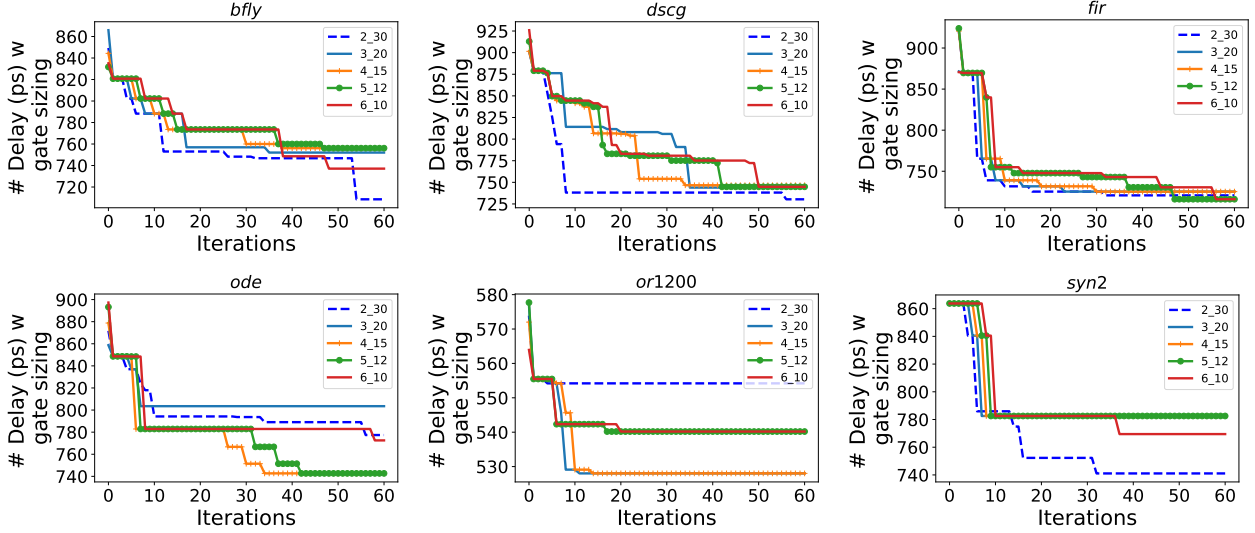 bfly
# Delay (ps) w
gate sizing
860
840
820
800
780
760
740
720
0 10 20 30 40 50 60
Iterations
2_30
3_20
4_15
5_12
6_10
dscg
# Delay (ps) w
gate sizing
925
900
875
850
825
800
775
750
725
0 10 20 30 40 50 60
Iterations
2_30
3_20
4_15
5_12
6_10
fir
# Delay (ps) w
gate sizing
900
850
800
750
0 10 20 30 40 50 60
Iterations
2_30
3_20
4_15
5_12
6_10
ode
# Delay (ps) w
gate sizing
900
880
860
840
820
800
780
760
740
0 10 20 30 40 50 60
Iterations
2_30
3_20
4_15
5_12
6_10
or1200
# Delay (ps) w
gate sizing
580
570
560
550
540
530
0 10 20 30 40 50 60
Iterations
2_30
3_20
4_15
5_12
6_10
syn2
# Delay (ps) w
gate sizing
860
840
820
800
780
760
740
0 10 20 30 40 50 60
Iterations
2_30
3_20
4_15
5_12
6_10